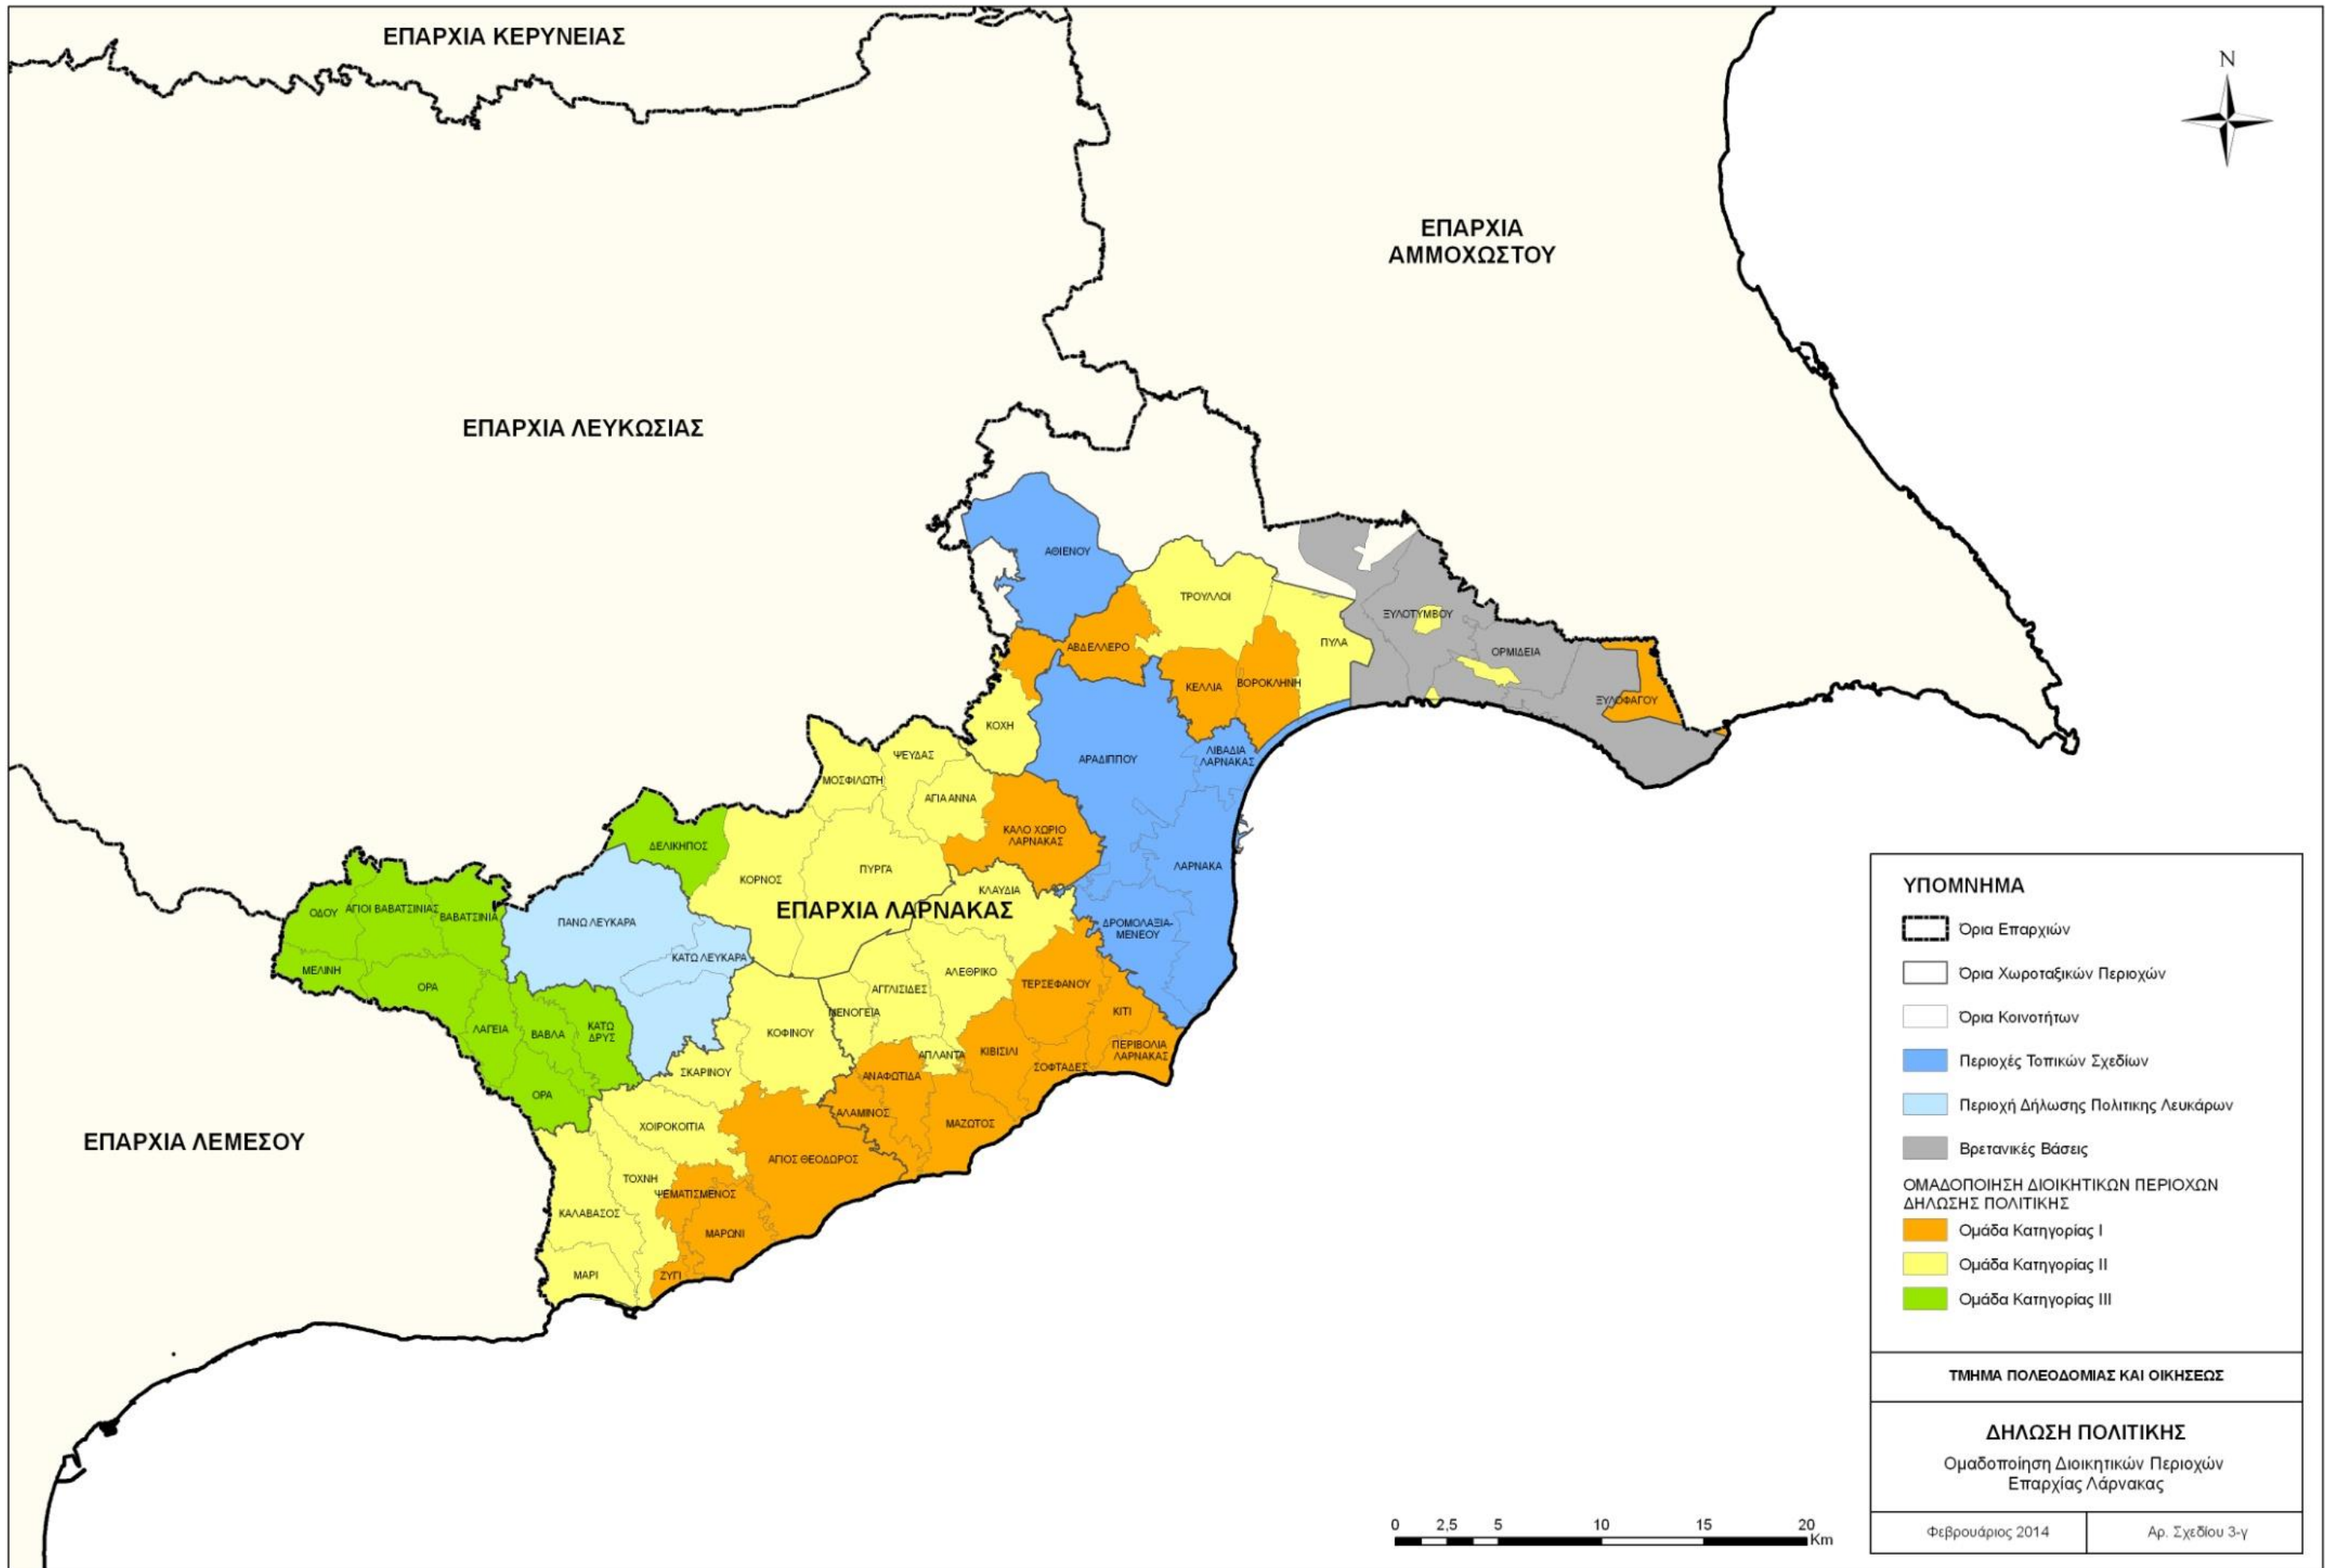 ΕΠΑΡΧΙΑ ΚΕΡΥΝΕΙΑΣ
N
ΕΠΑΡΧΙΑ
ΑΜΜΟΧΩΣΤΟΥ
ΕΠΑΡΧΙΑ ΛΕΥΚΩΣΙΑΣ
ΑΘΙΕΝΟΥ
ΤΡΟΥΛΛΟΙ
ΞΥΛΟΤΥΜΒΟΥ
ΑΒΔΕΛΛΕΡΟ
ΠΥΛΑ
ΟΡΜΙΔΕΙΑ
ΚΕΛΛΙΑ
ΒΟΡΟΚΛΗΝΗ
ΞΥΛΟΦΑΓΟΥ
ΚΟΧΗ
ΑΡΑΔΙΠΠΟΥ
ΛΙΒΑΔΙΑ
ΛΑΡΝΑΚΑΣ
ΨΕΥΔΑΣ
ΜΟΣΦΙΛΩΤΗ
ΑΓΙΑ ΑΝΝΑ
ΚΑΛΟ ΧΩΡΙΟ
ΛΑΡΝΑΚΑΣ
ΔΕΛΙΚΗΠΟΣ
ΛΑΡΝΑΚΑ
ΠΥΡΓΑ
ΚΟΡΝΟΣ
ΚΛΑΥΔΙΑ
ΕΠΑΡΧΙΑ ΛΑΡΝΑΚΑΣ
ΟΔΟΥ
ΑΓΙΟΙ ΒΑΒΑΤΣΙΝΙΑΣ
ΒΑΒΑΤΣΙΝΙΑ
ΠΑΝΩ ΛΕΥΚΑΡΑ
ΔΡΟΜΟΛΑΞΙΑ-
ΜΕΝΕΟΥ
ΚΑΤΩ ΛΕΥΚΑΡΑ
ΜΕΛΙΝΗ
ΑΛΕΘΡΙΚΟ
ΟΡΑ
ΑΓΓΛΙΣΙΔΕΣ
ΤΕΡΣΕΦΑΝΟΥ
ΜΕΝΟΓΕΙΑ
ΚΙΤΙ
ΛΑΓΕΙΑ
ΒΑΒΛΑ
ΚΑΤΩ
ΔΡΥΣ
ΚΟΦΙΝΟΥ
ΑΠΛΑΝΤΑ
ΚΙΒΙΣΙΛΙ
ΠΕΡΙΒΟΛΙΑ
ΛΑΡΝΑΚΑΣ
ΣΟΦΤΑΔΕΣ
ΣΚΑΡΙΝΟΥ
ΑΝΑΦΩΤΙΔΑ
ΟΡΑ
ΑΛΑΜΙΝΟΣ
ΜΑΖΩΤΟΣ
ΧΟΙΡΟΚΟΙΤΙΑ
ΕΠΑΡΧΙΑ ΛΕΜΕΣΟΥ
ΑΓΙΟΣ ΘΕΟΔΩΡΟΣ
ΤΟΧΝΗ
ΨΕΜΑΤΙΣΜΕΝΟΣ
ΚΑΛΑΒΑΣΟΣ
ΜΑΡΩΝΙ
ΜΑΡΙ
ΖΥΓΙ
ΥΠΟΜΝΗΜΑ
Όρια Επαρχιών
Όρια Χωροταξικών Περιοχών
Όρια Κοινοτήτων
Περιοχές Τοπικών Σχεδίων
Περιοχή Δήλωσης Πολιτικης Λευκάρων
Βρετανικές Βάσεις
ΟΜΑΔΟΠΟΙΗΣΗ ΔΙΟΙΚΗΤΙΚΩΝ ΠΕΡΙΟΧΩΝ
ΔΗΛΩΣΗΣ ΠΟΛΙΤΙΚΗΣ
Ομάδα Κατηγορίας Ι
Ομάδα Κατηγορίας ΙΙ
Ομάδα Κατηγορίας ΙΙΙ
ΤΜΗΜΑ ΠΟΛΕΟΔΟΜΙΑΣ ΚΑΙ ΟΙΚΗΣΕΩΣ
ΔΗΛΩΣΗ ΠΟΛΙΤΙΚΗΣ
Ομαδοποίηση Διοικητικών Περιοχών
Επαρχίας Λάρνακας
Φεβρουάριος 2014
Αρ. Σχεδίου 3-γ
0 2,5 5 10 15 20
Km